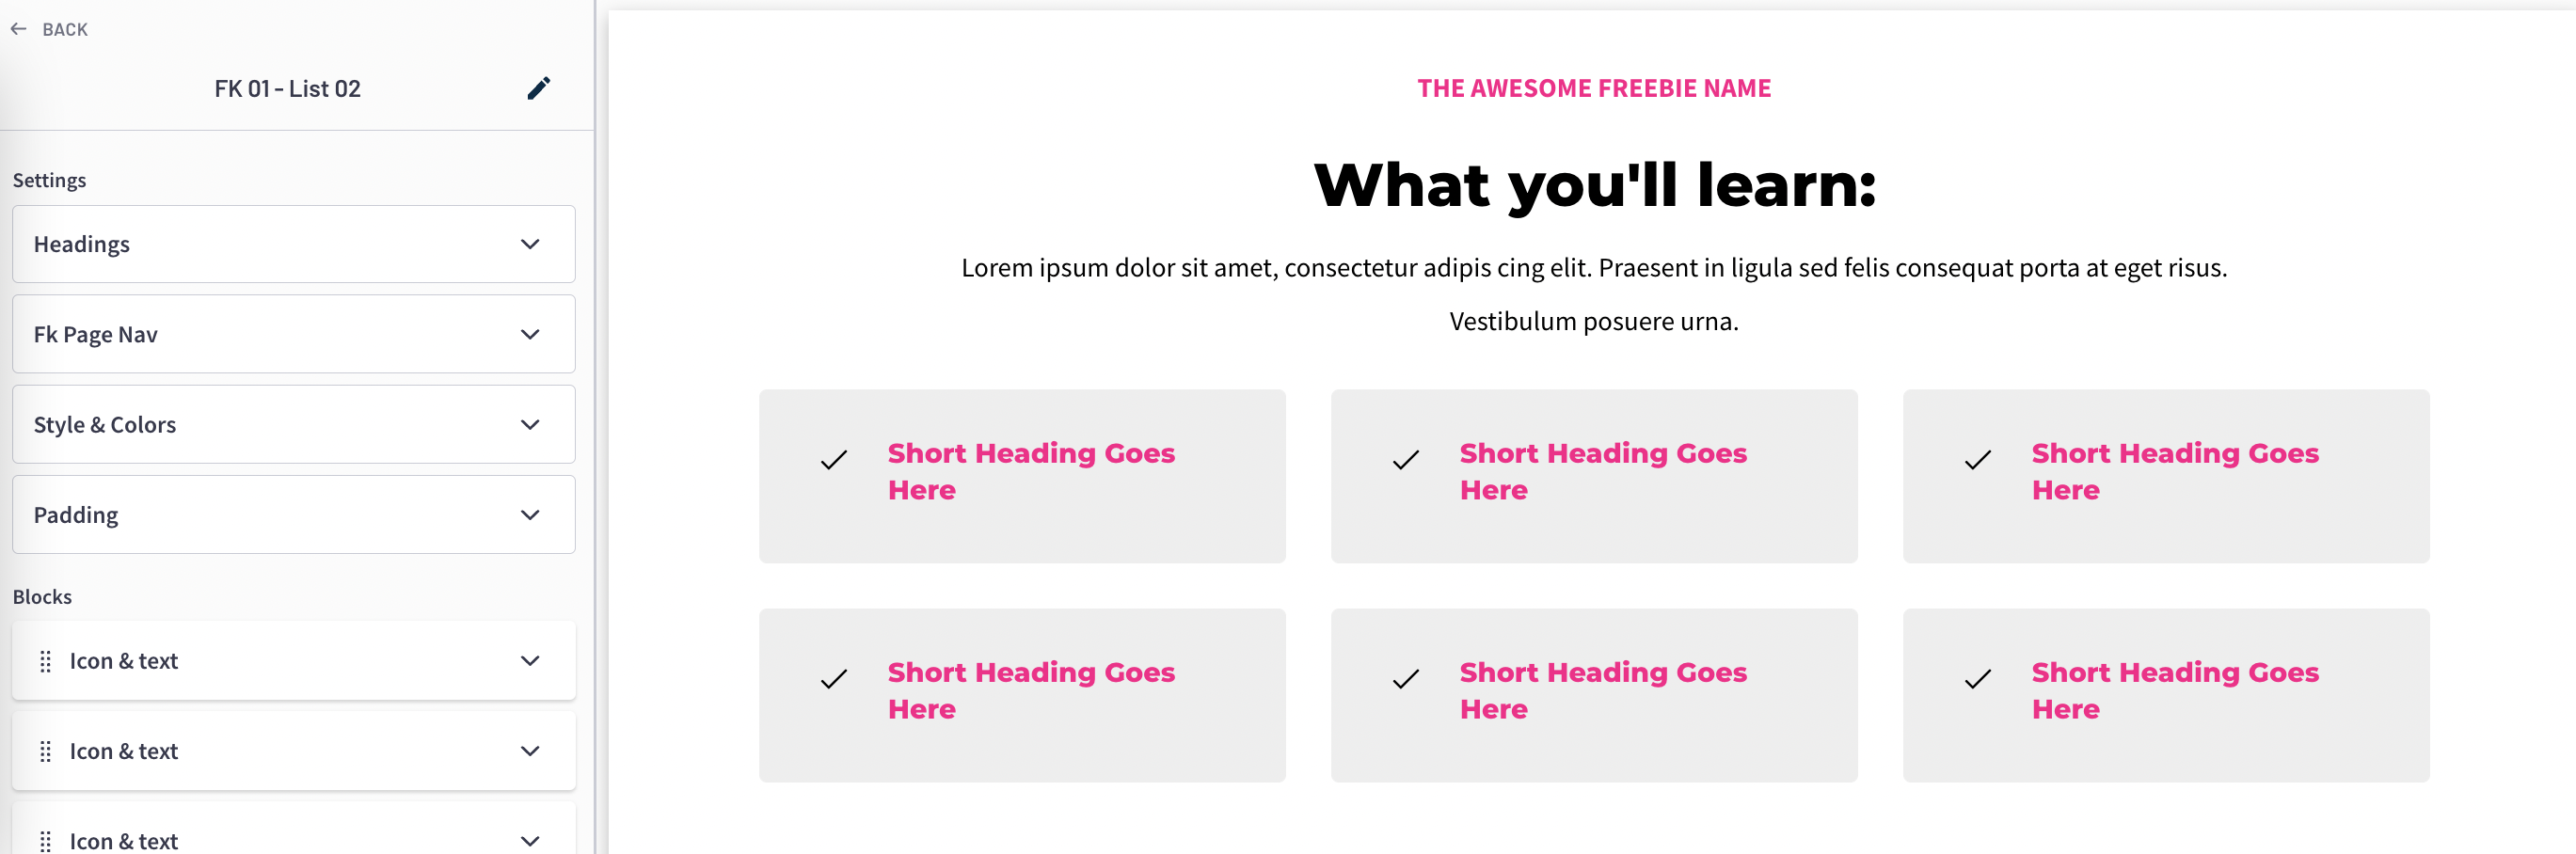 BACK
FK 01 - List 02
Settings
Headings
Fk Page Nav
Style & Colors
Padding
Blocks
Icon & text
Icon & text
Icon & text
THE AWESOME FREEBIE NAME
What you'll learn:
Lorem ipsum dolor sit amet, consectetur adipis cing elit. Praesent in ligula sed felis consequat porta at eget risus.
Vestibulum posuere urna.
Short Heading Goes
Here
Short Heading Goes
Here
Short Heading Goes
Here
Short Heading Goes
Here
Short Heading Goes
Here
Short Heading Goes
Here